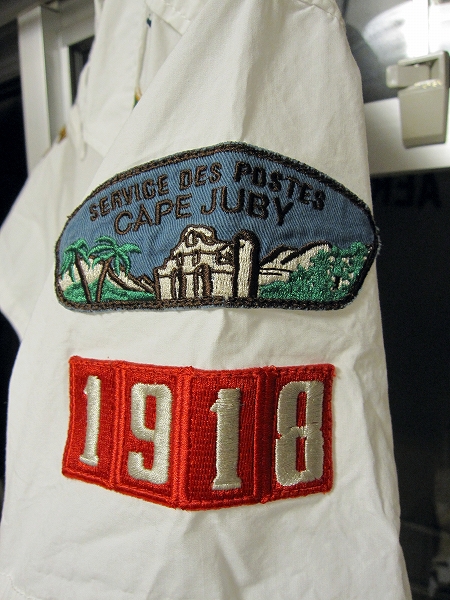 SERVICE DES POSTES
CAPE JUBY
1918